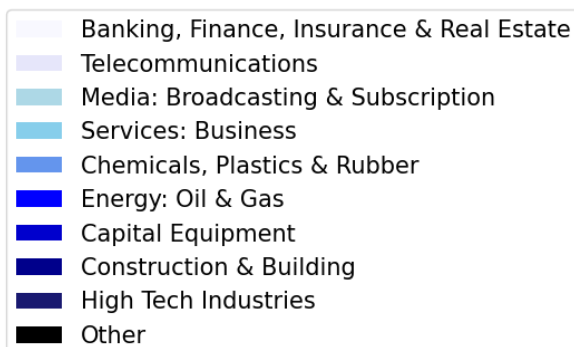 Banking, Finance, Insurance & Real Estate
Telecommunications
Media: Broadcasting & Subscription
Services: Business
Chemicals, Plastics & Rubber
Energy: Oil & Gas
Capital Equipment
Construction & Building
High Tech Industries
Other